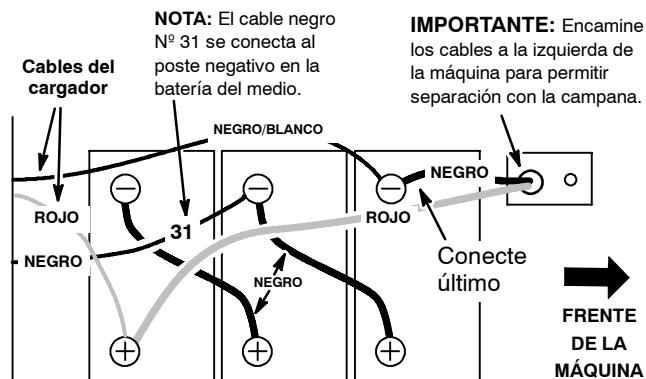 NOTA: El cable negro
Nº 31 se conecta al
poste negativo en la
batería del medio.
IMPORTANTE: Encamine
los cables a la izquierda de
la máquina para permitir
separación con la campana.
Cables del
cargador
NEGRO/BLANCO
NEGRO
ROJO
ROJO
31
NEGRO
NEGRO
Conecte
último
FRENTE
DE LA
MÁQUINA